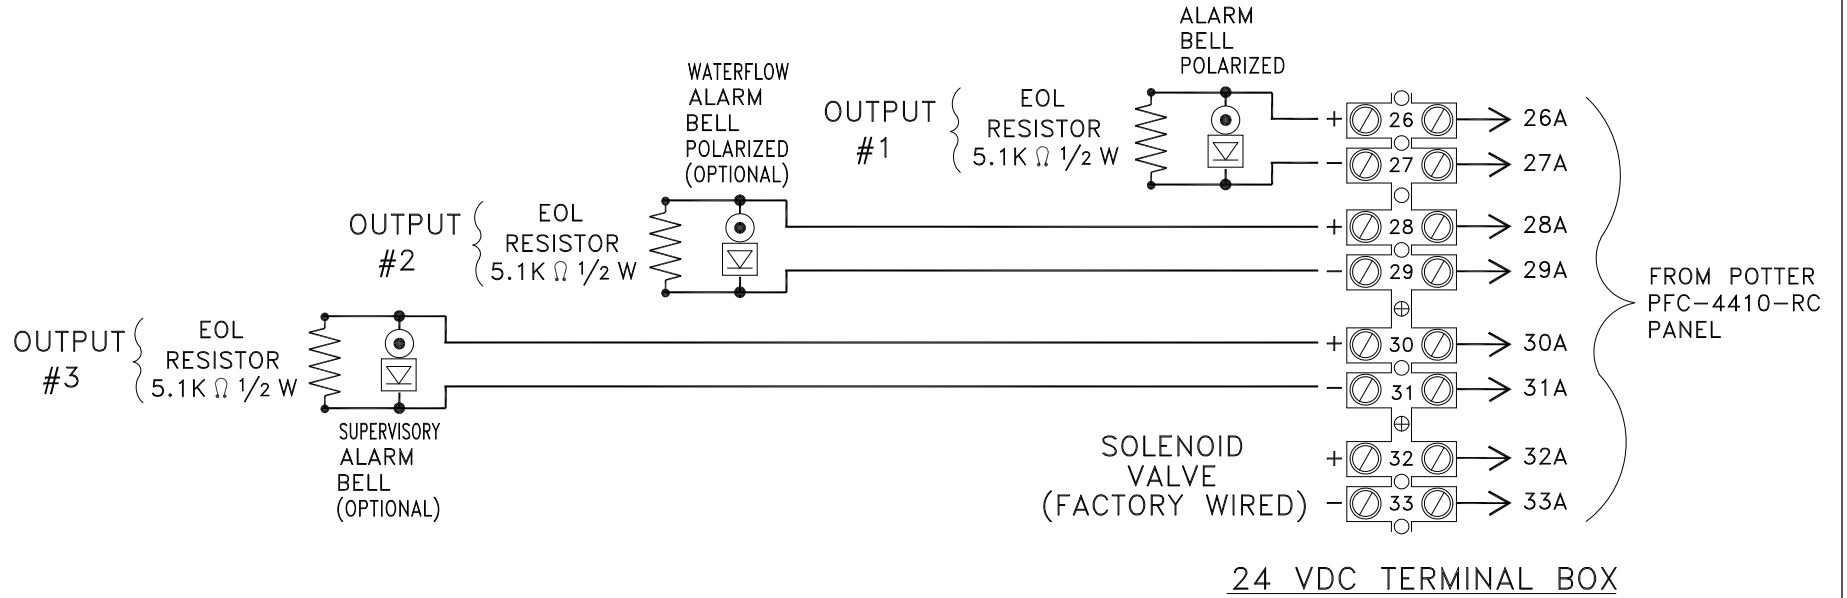 ALARM
BELL
POLARIZED
OUTPUT
#1
EOL
RESISTOR
5.1K Ω 1/2 W
+ 26 26A
- 27 27A
WATERFLOW
ALARM
BELL
POLARIZED
(OPTIONAL)
OUTPUT
#2
EOL
RESISTOR
5.1K Ω 1/2 W
+ 28 28A
- 29 29A
OUTPUT
#3
EOL
RESISTOR
5.1K Ω 1/2 W
+ 30 30A
- 31 31A
SUPERVISORY
ALARM
BELL
(OPTIONAL)
SOLENOID
VALVE
(FACTORY WIRED)
+ 32 32A
- 33 33A
FROM POTTER
PFC-4410-RC
PANEL
24 VDC TERMINAL BOX